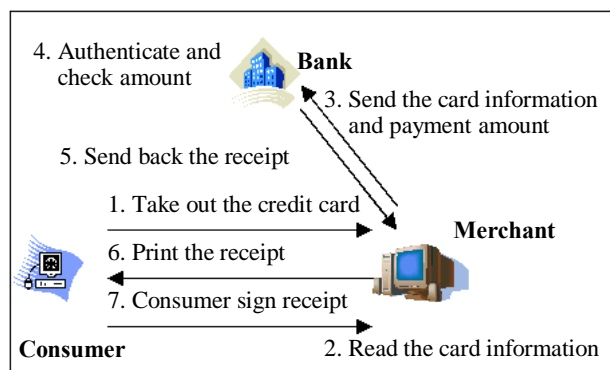 4. Authenticate and
check amount
Bank
3. Send the card information
and payment amount
5. Send back the receipt
1. Take out the credit card
Merchant
6. Print the receipt
7. Consumer sign receipt
Consumer
2. Read the card information